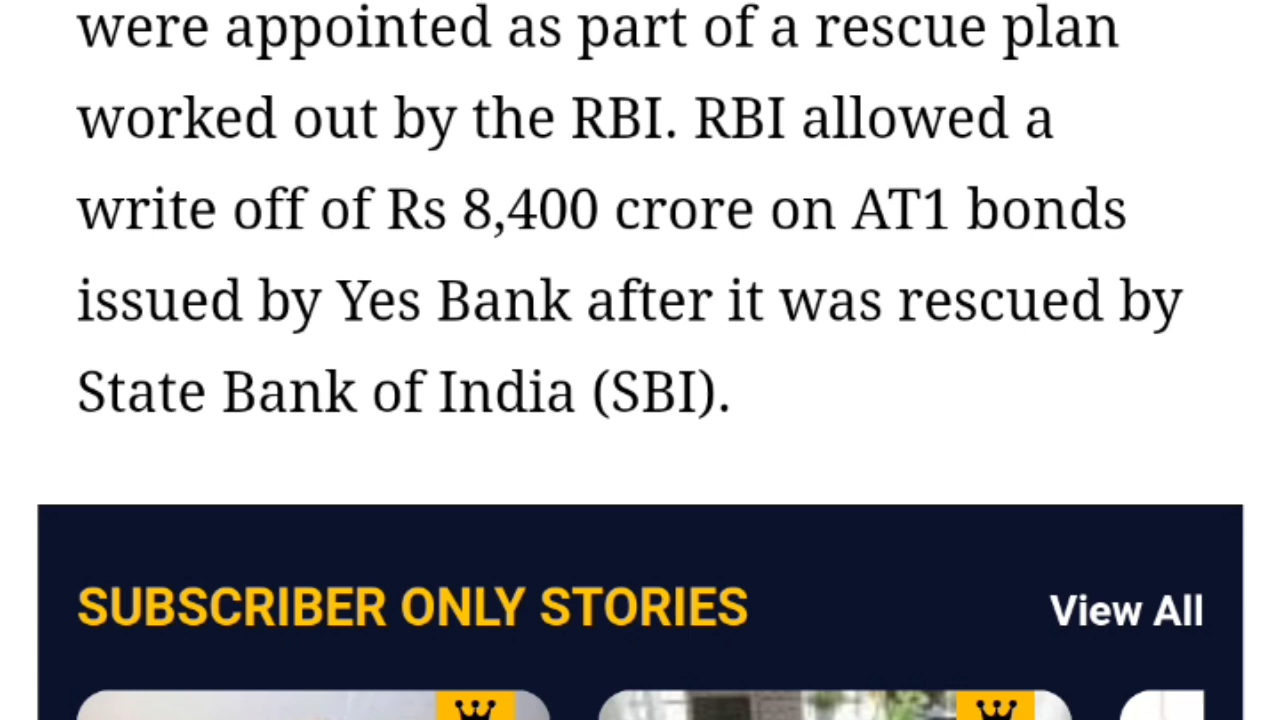 were appointed as part of a rescue plan
worked out by the RBI. RBI allowed a
write off of Rs 8,400 crore on AT1 bonds
issued by Yes Bank after it was rescued by
State Bank of India (SBI).
SUBSCRIBER ONLY STORIES
View All